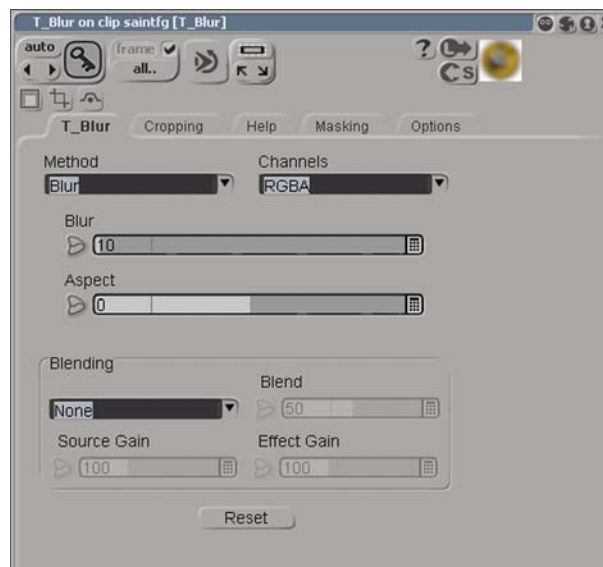 T_Blur on clip saintfg [T_Blur]
auto
frame
all..
?
C s
T_Blur Cropping Help Masking Options
Method Channels
Blur RGBA
Blur
10
Aspect
0
Blending
Blend
None 50
Source Gain Effect Gain
100 100
Reset